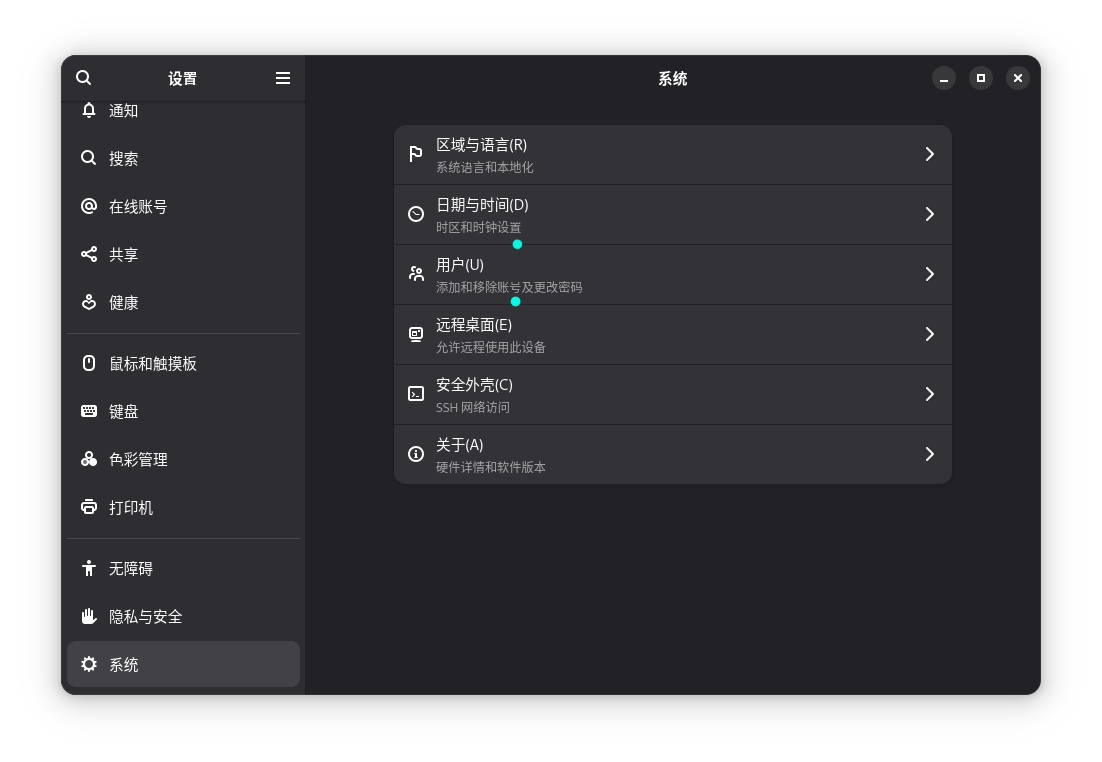 设置
通知
搜索
在线账号
共享
健康
鼠标和触摸板
键盘
色彩管理
打印机
无障碍
隐私与安全
系统
系统
区域与语言(R)
系统语言和本地化
日期与时间(D)
时区和时钟设置
用户(U)
添加和移除账号及更改密码
远程桌面(E)
允许远程使用此设备
安全外壳(C)
SSH 网络访问
关于(A)
硬件详情和软件版本